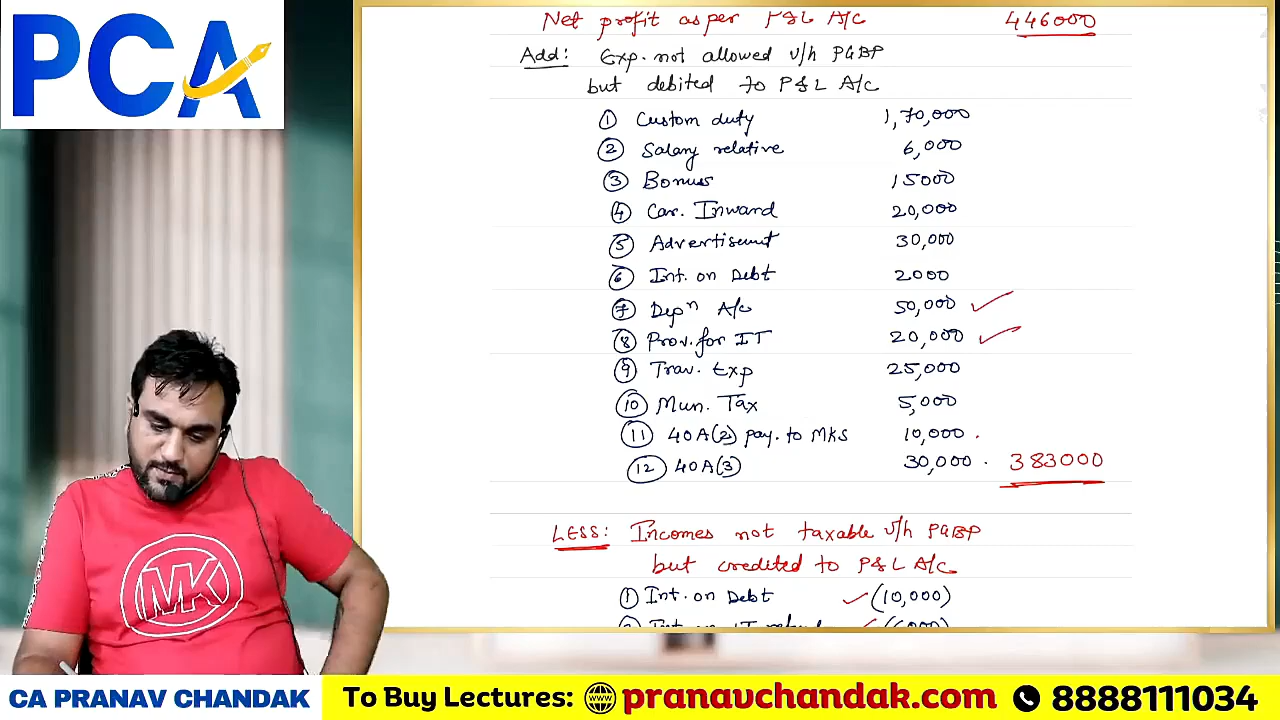 PCA
Net profit as per P&L A/C 446000
Add: Exp. not allowed u/h PGBP
but debited to P&L A/C
① Custom duty 1,70,000
② Salary relative 6,000
③ Bonus 15000
④ Car. Inward 20,000
⑤ Advertisemt 30,000
⑥ Int. on Debt 2000
⑦ Depn A/c 50,000
⑧ Prov. for IT 20,000
⑨ Trav. Exp 25,000
⑩ Mun. Tax 5,000
⑪ 40A(2) pay. to MKS 10,000
⑫ 40A(3) 30,000 383000
LESS: Incomes not taxable u/h PGBP
but credited to P&L A/C
① Int. on Debt (10,000)
MK
CA PRANAV CHANDAK
To Buy Lectures: pranavchandak.com 8888111034